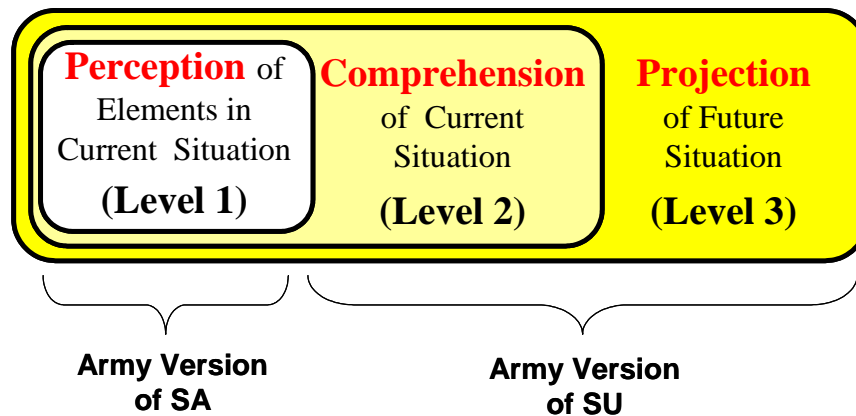 Perception of
Elements in
Current Situation
(Level 1)
Comprehension
of Current
Situation
(Level 2)
Projection
of Future
Situation
(Level 3)
Army Version
of SA
Army Version
of SU